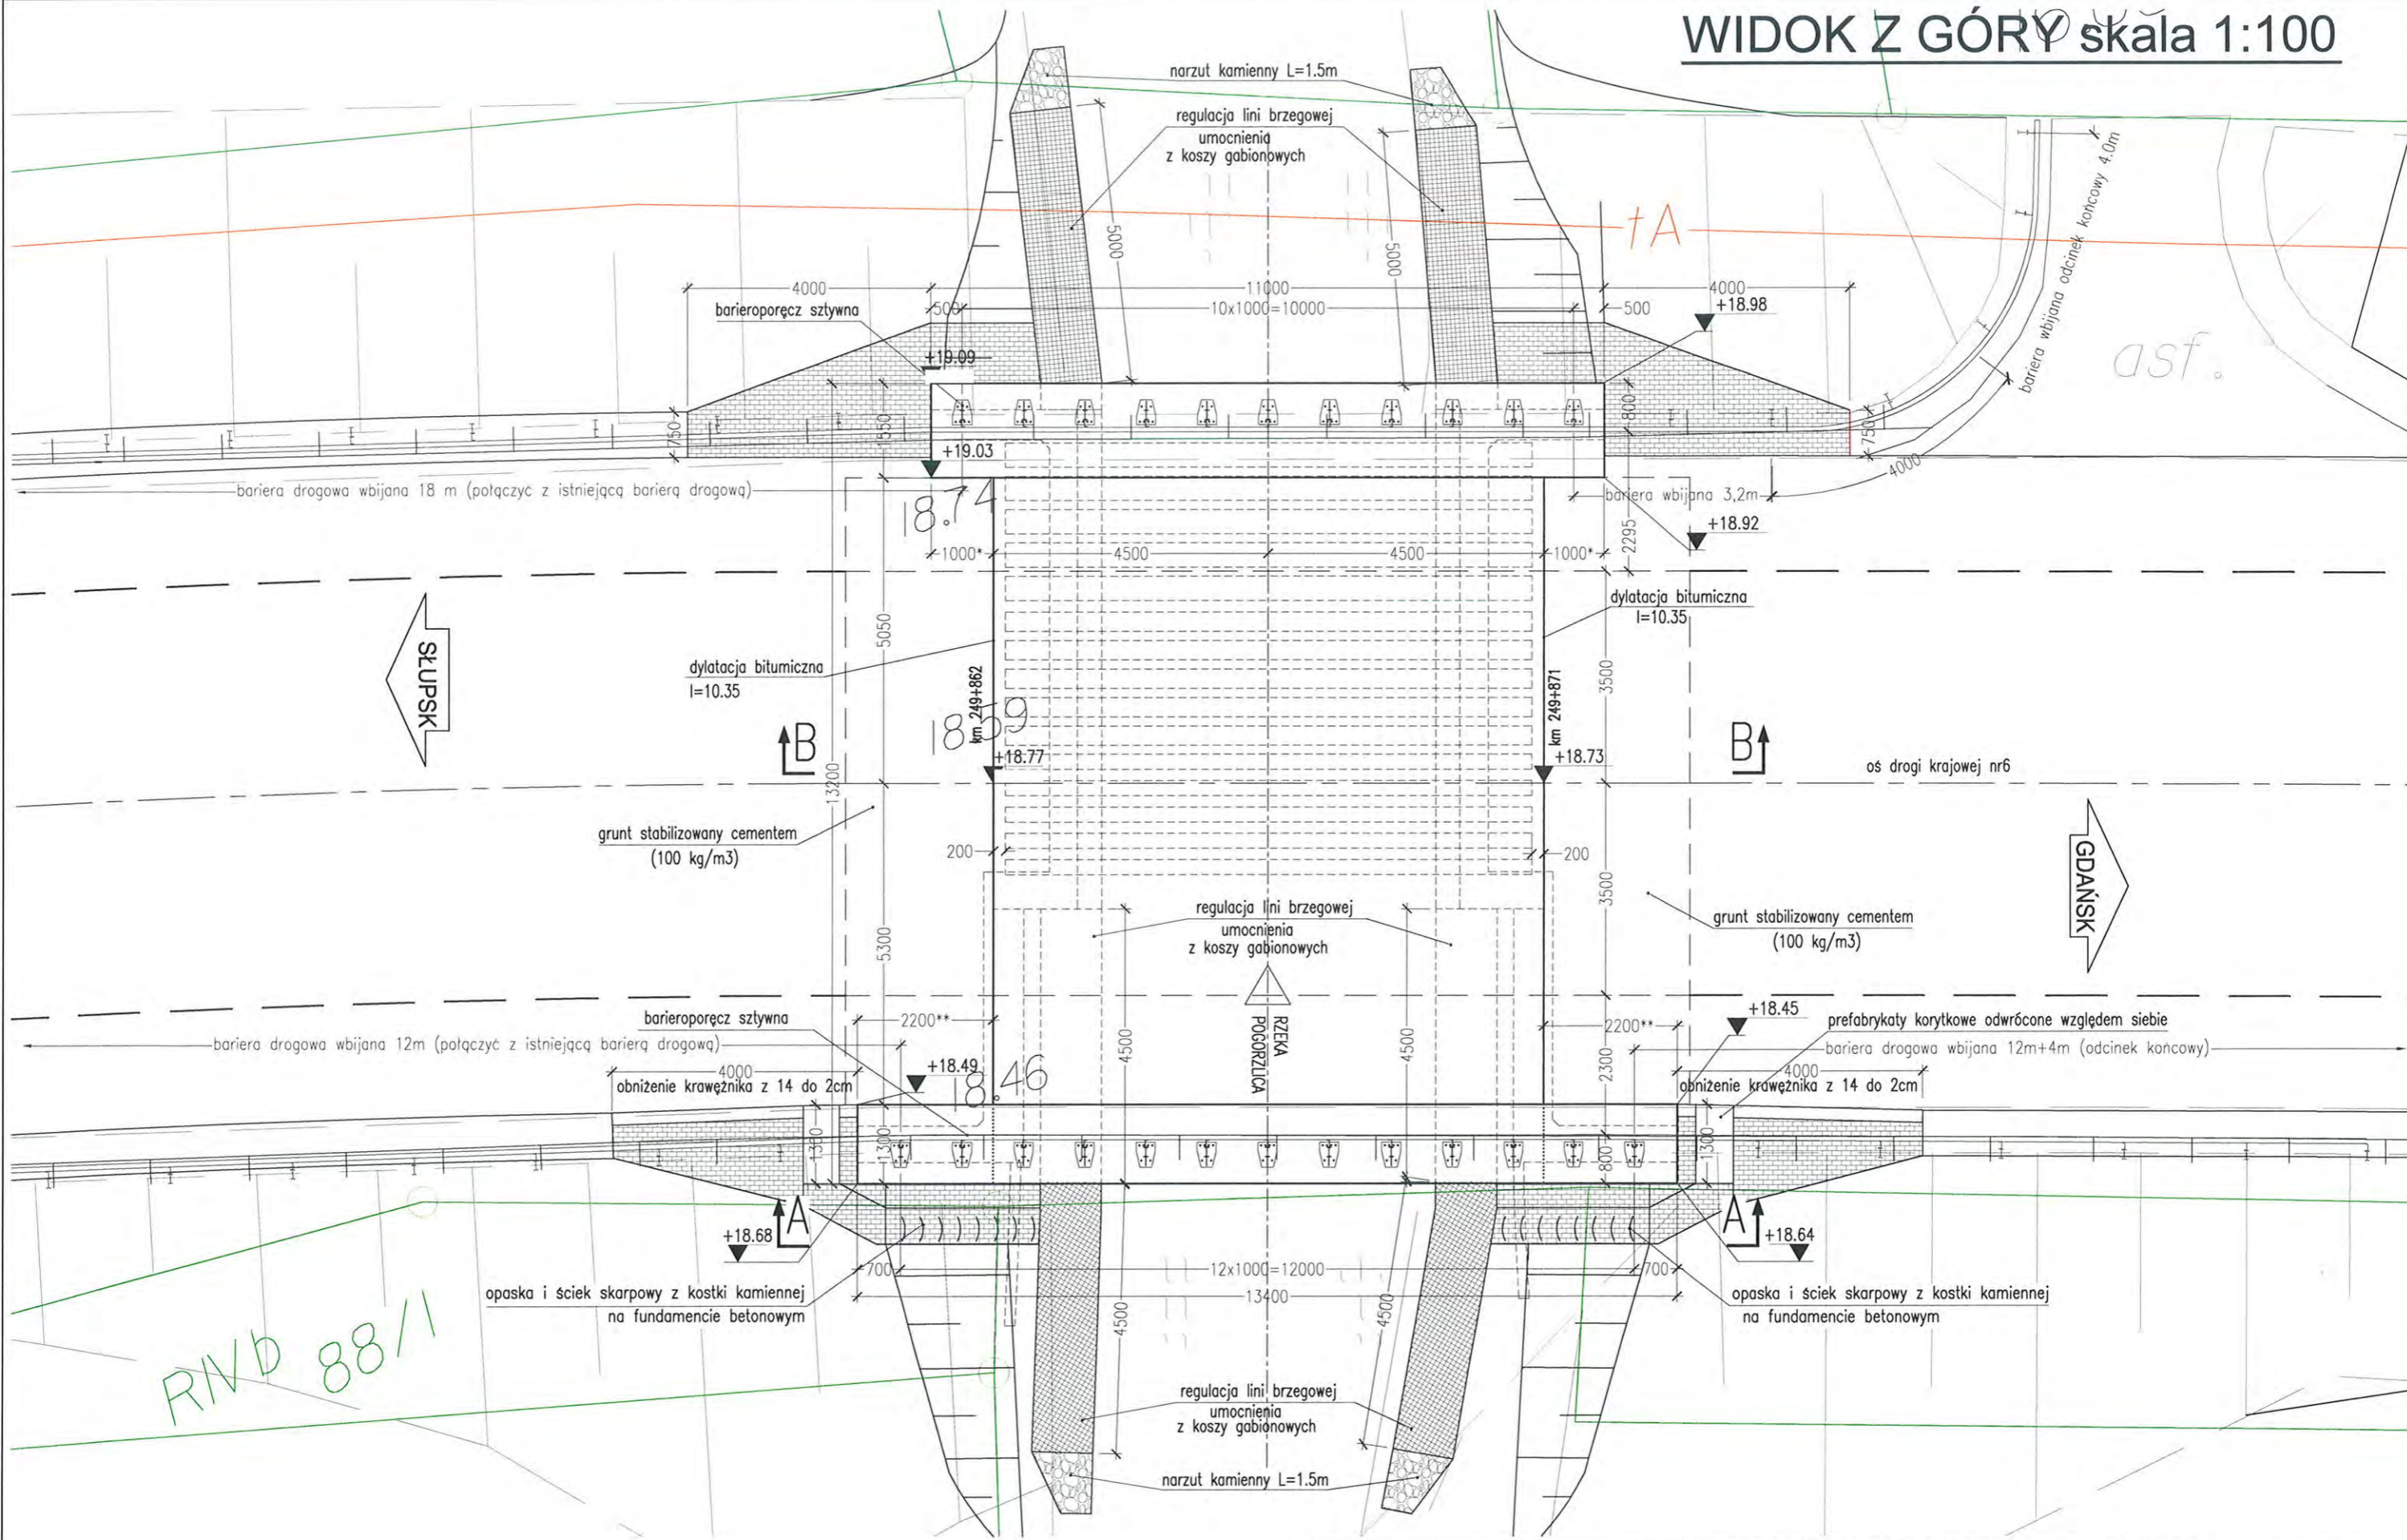 WIDOK Z GÓRY skala 1:100
narzut kamienny L=1.5m
regulacja lini brzegowej
umocnienia
z koszy gabionowych
5000
5000
bariera wbijana odcinek końcowy 4.0m
tA
4000
11000
4000
500
10x1000=10000
500
barieroporęcz sztywna
+18.98
+19.09
asf.
750
1550
800
750
+19.03
4000
bariera drogowa wbijana 18 m (połączyć z istniejącą barierą drogową)
bariera wbijana 3,2m
18.74
+18.92
2295
1000*
4500
4500
1000*
dylatacja bitumiczna
l=10.35
SŁUPSK
5050
dylatacja bitumiczna
l=10.35
km 249+862
km 249+871
3500
18.59
B
B
+18.77
+18.73
oś drogi krajowej nr6
13200
grunt stabilizowany cementem
(100 kg/m3)
200
200
GDAŃSK
3500
regulacja lini brzegowej
umocnienia
z koszy gabionowych
grunt stabilizowany cementem
(100 kg/m3)
5300
RZEKA
POGORZLICA
4500
4500
barieroporęcz sztywna
2200**
2200**
+18.45
prefabrykaty korytkowe odwrócone względem siebie
bariera drogowa wbijana 12m (połączyć z istniejącą barierą drogową)
bariera drogowa wbijana 12m+4m (odcinek końcowy)
2300
4000
+18.49
18.46
4000
obniżenie krawężnika z 14 do 2cm
obniżenie krawężnika z 14 do 2cm
1300
800
1300
A
A
+18.68
+18.64
700
12x1000=12000
700
13400
opaska i ściek skarpowy z kostki kamiennej
na fundamencie betonowym
opaska i ściek skarpowy z kostki kamiennej
na fundamencie betonowym
4500
4500
RIVb 88/1
regulacja lini brzegowej
umocnienia
z koszy gabionowych
narzut kamienny L=1.5m